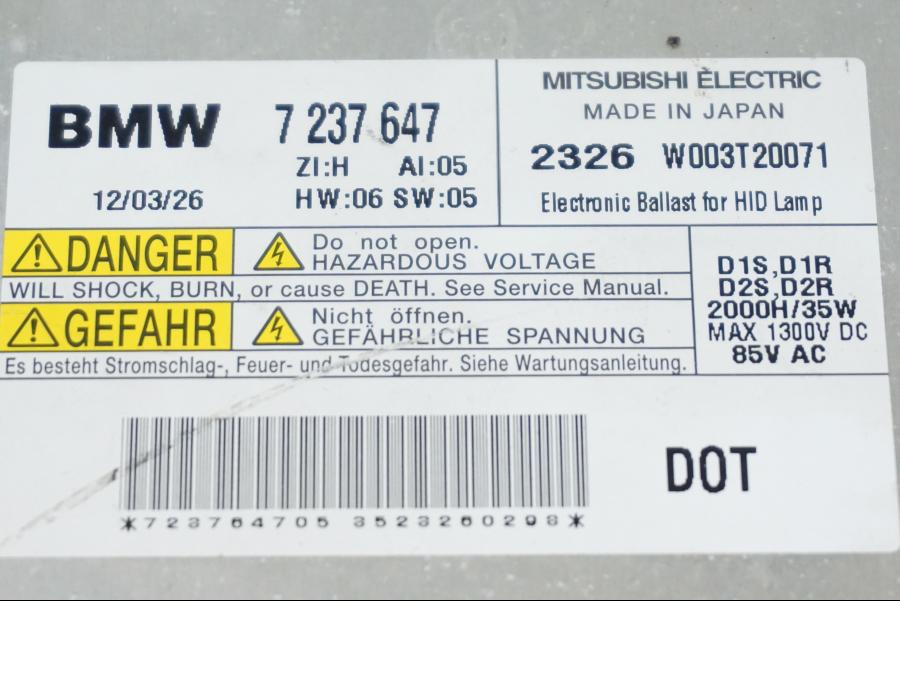 BMW 7 237 647
ZI:H AI:05
12/03/26 HW:06 SW:05
MITSUBISHI ELECTRIC
MADE IN JAPAN
2326 W003T20071
Electronic Ballast for HID Lamp
DANGER Do not open.
HAZARDOUS VOLTAGE
WILL SHOCK, BURN, or cause DEATH. See Service Manual.
GEFAHR Nicht öffnen.
GEFÄHRLICHE SPANNUNG
Es besteht Stromschlag-, Feuer- und Todesgefahr. Siehe Wartungsanleitung.
D1S,D1R
D2S,D2R
2000H/35W
MAX 1300V DC
85V AC
DOT
*723764705 3523260298*